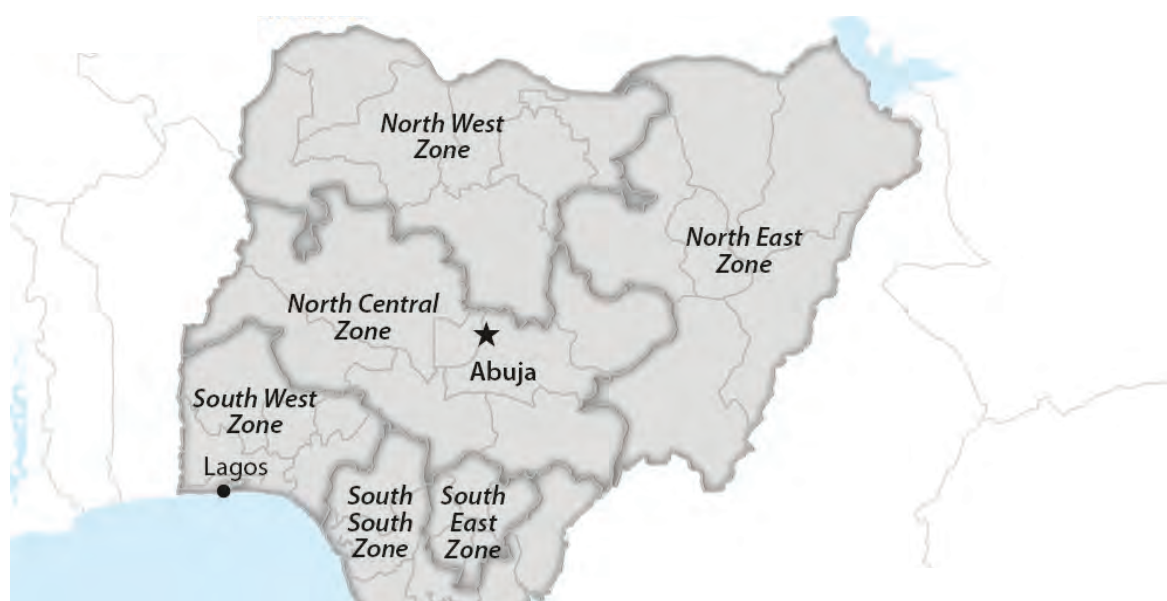 North West
Zone
North East
Zone
North Central
Zone
Abuja
South West
Zone
Lagos
South
South
Zone
South
East
Zone